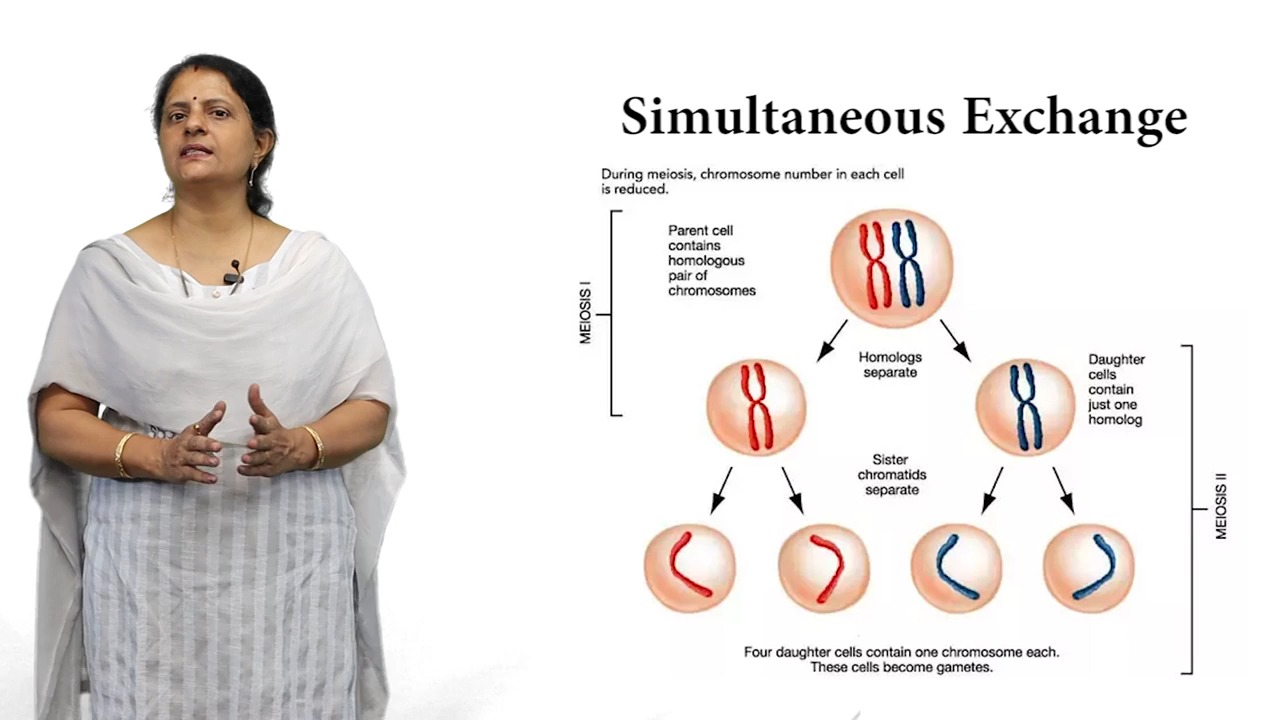 Simultaneous Exchange
During meiosis, chromosome number in each cell
is reduced.
MEIOSIS I
Parent cell
contains
homologous
pair of
chromosomes
Homologs
separate
Daughter
cells
contain
just one
homolog
Sister
chromatids
separate
MEIOSIS II
Four daughter cells contain one chromosome each.
These cells become gametes.